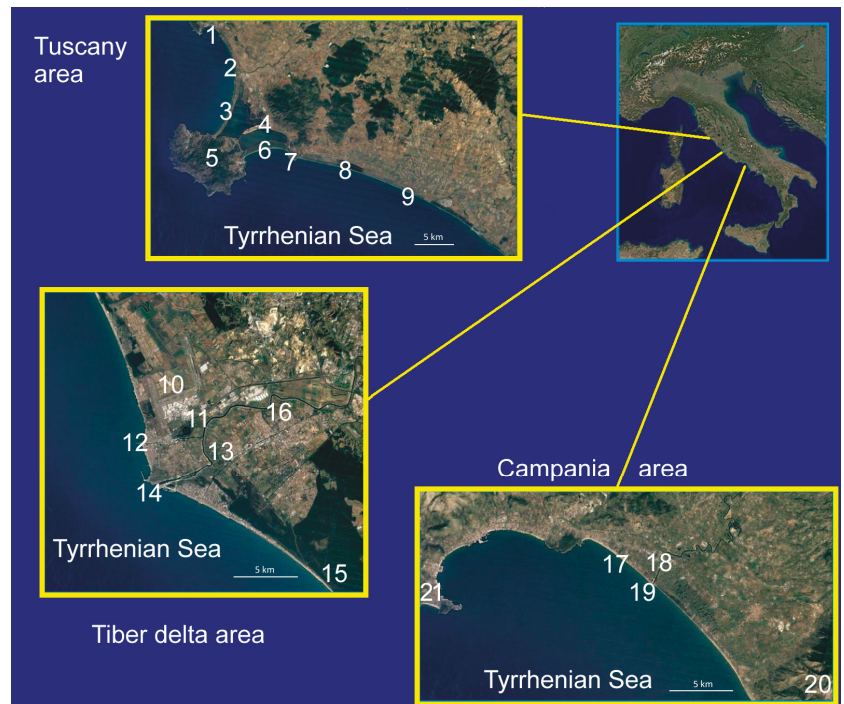 Tuscany
area
1
2
3
4
5
6
7
8
9
Tyrrhenian Sea
5 km
10
11
16
12
13
14
Tyrrhenian Sea
5 km
15
Tiber delta area
Campania area
17
18
19
21
Tyrrhenian Sea
5 km
20